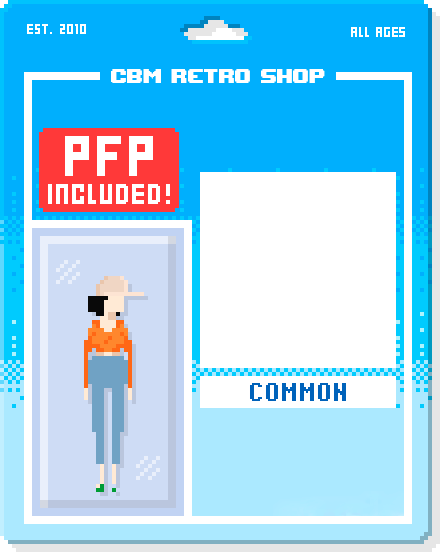 EST. 2010
ALL AGES
CBM RETRO SHOP
PFP
INCLUDED!
COMMON